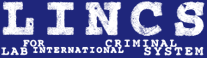 LINCS
FOR CRIMINAL
LAB INTERNATIONAL SYSTEM